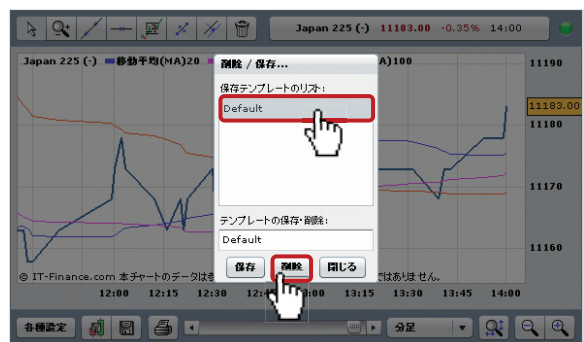 Japan 225 (-) 11183.00 -0.35% 14:00
Japan 225 (-) 移動平均(MA)20
A)100
削除 / 保存...
保存テンプレートのリスト:
Default
テンプレートの保存・削除:
Default
保存 削除 閉じる
11190
11183.00
11180
11170
11160
© IT-Finance.com 本チャートのデータは
ではありません。
12:00 12:15 12:30 13:15 13:30 13:45 14:00
各種設定
分足